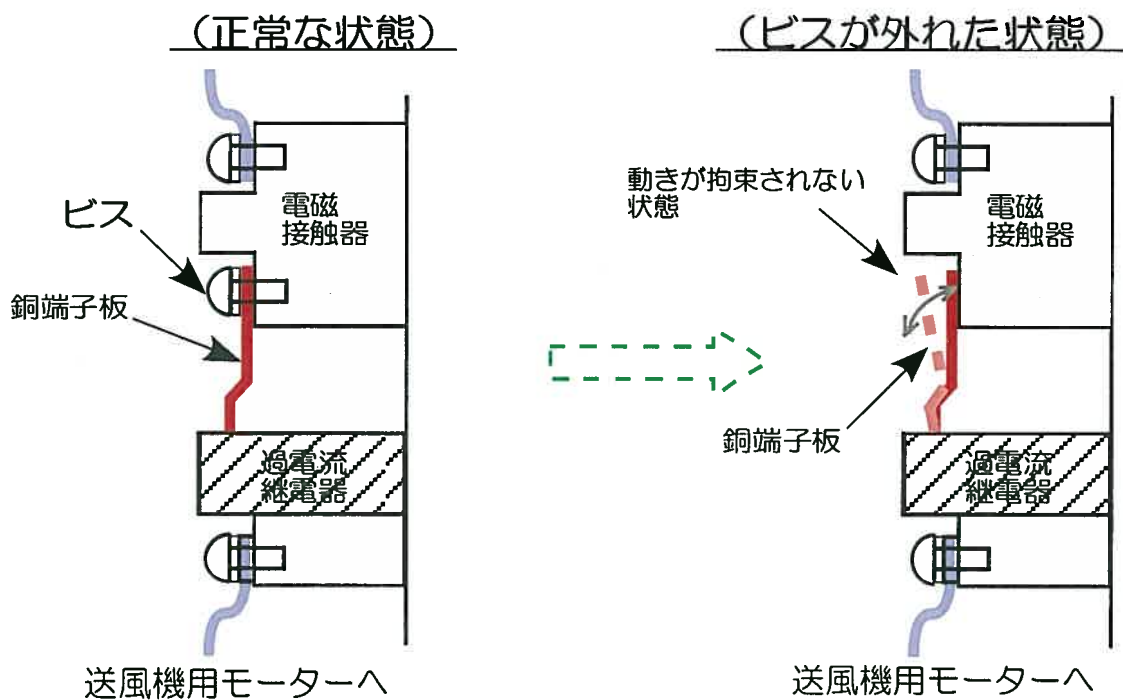 （正常な状態）
ビス
銅端子板
電磁
接触器
過電流
継電器
送風機用モーターへ
（ビスが外れた状態）
動きが拘束されない
状態
電磁
接触器
銅端子板
過電流
継電器
送風機用モーターへ